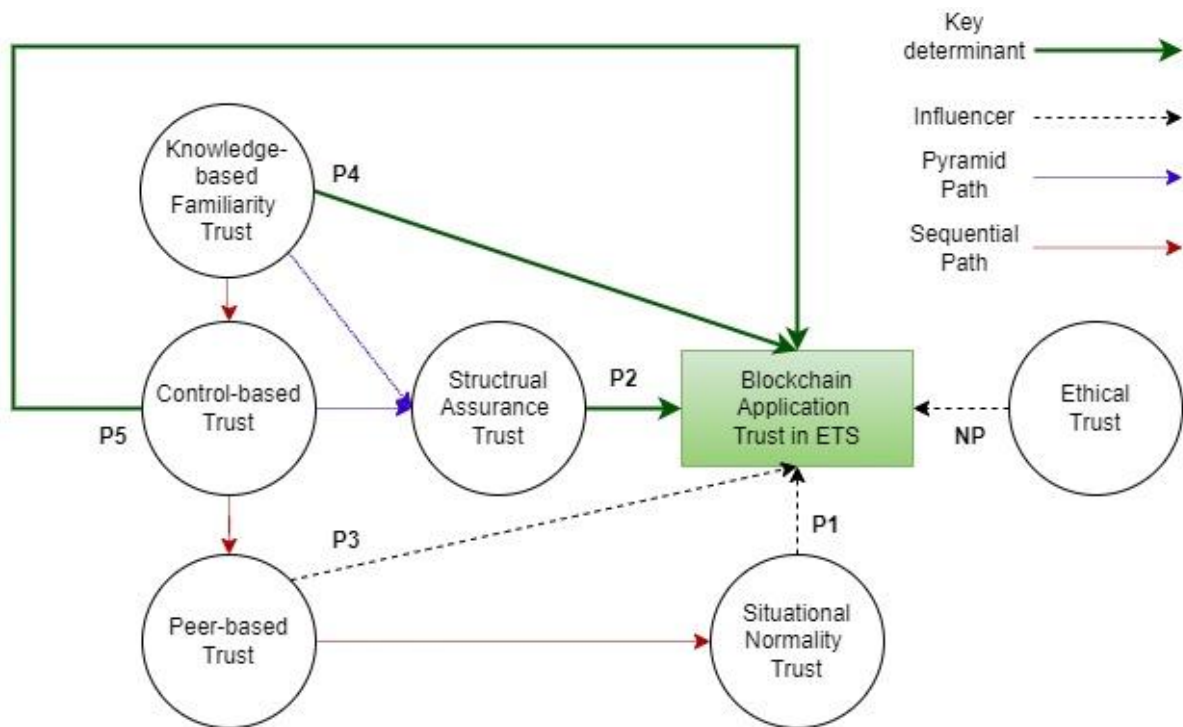 Key
determinant
Influencer
Pyramid
Path
Sequential
Path
Knowledge-
based
Familiarity
Trust
P4
Control-based
Trust
P5
Structrual
Assurance
Trust
P2
Blockchain
Application
Trust in ETS
NP
Ethical
Trust
P3
P1
Peer-based
Trust
Situational
Normality
Trust